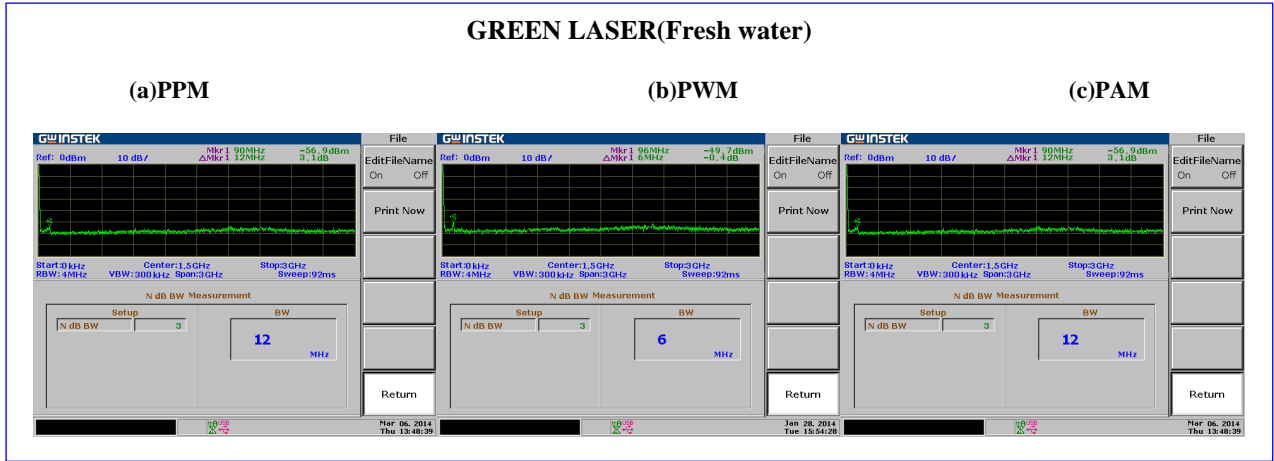 GREEN LASER(Fresh water)
(a)PPM
(b)PWM
(c)PAM
GWINSTEK
File
Ref: 0dBm 10 dB/ Mkr1 90MHz -56.9dBm
ΔMkr1 12MHz 3.1dB
EditFileName
On Off
Print Now
Start:0kHz Center:1.5GHz Stop:3GHz
RBW:4MHz VBW:300kHz Span:3GHz Sweep:92ms
N dB BW Measurement
Setup BW
N dB BW 3
12
MHz
Return
USB
Mar 06. 2014
Thu 13:48:39
GWINSTEK
File
Ref: 0dBm 10 dB/ Mkr1 96MHz -49.7dBm
ΔMkr1 6MHz -0.4dB
EditFileName
On Off
Print Now
Start:0kHz Center:1.5GHz Stop:3GHz
RBW:4MHz VBW:300kHz Span:3GHz Sweep:92ms
N dB BW Measurement
Setup BW
N dB BW 3
6
MHz
Return
USB
Jan 28. 2014
Tue 15:54:28
GWINSTEK
File
Ref: 0dBm 10 dB/ Mkr1 90MHz -56.9dBm
ΔMkr1 12MHz 3.1dB
EditFileName
On Off
Print Now
Start:0kHz Center:1.5GHz Stop:3GHz
RBW:4MHz VBW:300kHz Span:3GHz Sweep:92ms
N dB BW Measurement
Setup BW
N dB BW 3
12
MHz
Return
USB
Mar 06. 2014
Thu 13:48:39